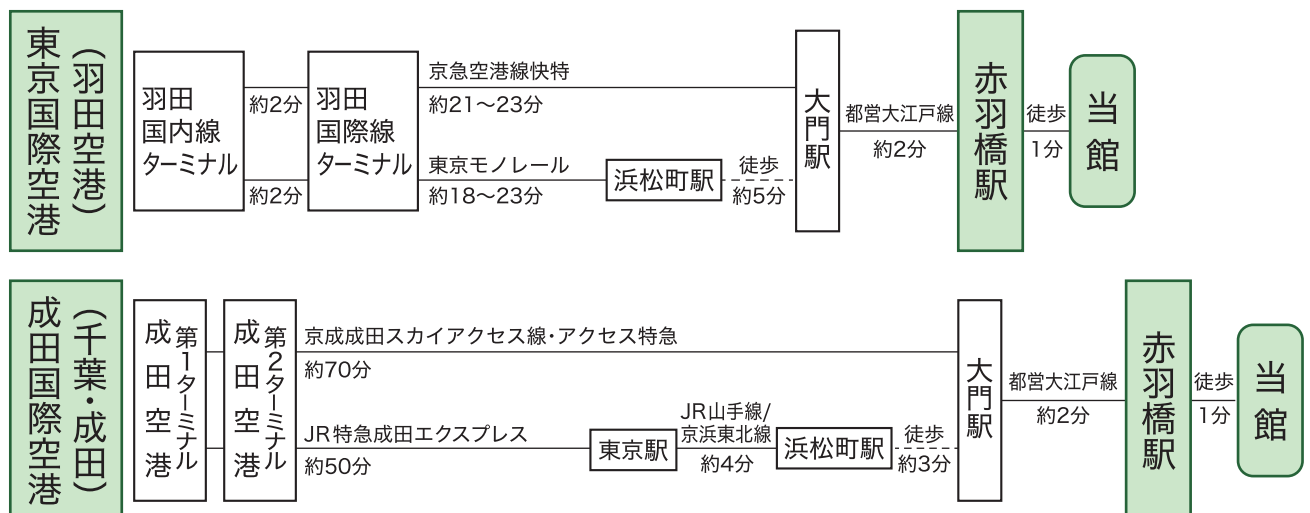 東京国際空港
（羽田空港）
羽田
国内線
ターミナル
約2分
約2分
羽田
国際線
ターミナル
京急空港線快特
約21〜23分
東京モノレール
約18〜23分
浜松町駅
徒歩
約5分
大門駅
都営大江戸線
約2分
赤羽橋駅
徒歩
1分
当館
成田国際空港
（千葉・成田）
成田空港
第1ターミナル
成田空港
第2ターミナル
京成成田スカイアクセス線・アクセス特急
約70分
JR特急成田エクスプレス
約50分
東京駅
JR山手線/
京浜東北線
約4分
浜松町駅
徒歩
約3分
大門駅
都営大江戸線
約2分
赤羽橋駅
徒歩
1分
当館